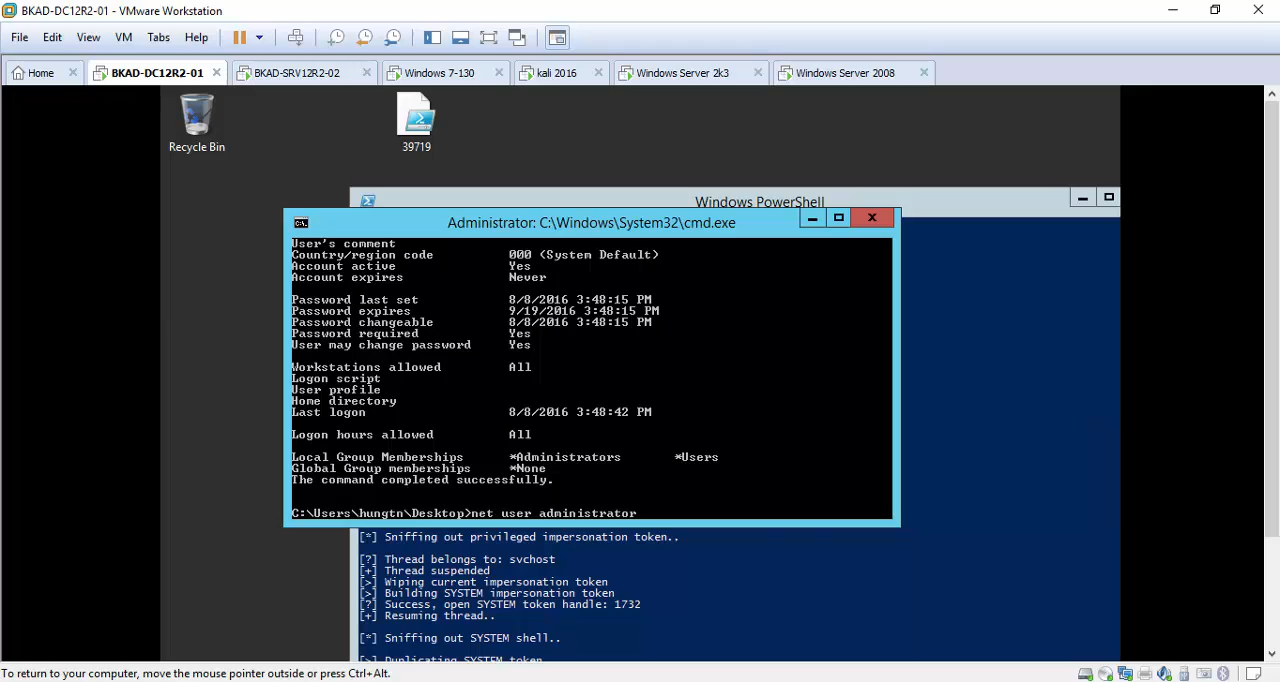 BKAD-DC12R2-01 - VMware Workstation
File Edit View VM Tabs Help
Home BKAD-DC12R2-01 BKAD-SRV12R2-02 Windows 7-130 kali 2016 Windows Server 2k3 Windows Server 2008
Recycle Bin
39719
Windows PowerShell
Administrator: C:\Windows\System32\cmd.exe
User's comment
Country/region code 000 (System Default)
Account active Yes
Account expires Never
Password last set 8/8/2016 3:48:15 PM
Password expires 9/19/2016 3:48:15 PM
Password changeable 8/8/2016 3:48:15 PM
Password required Yes
User may change password Yes
Workstations allowed All
Logon script
User profile
Home directory
Last logon 8/8/2016 3:48:42 PM
Logon hours allowed All
Local Group Memberships *Administrators *Users
Global Group memberships *None
The command completed successfully.
C:\Users\hungtn\Desktop>net user administrator
[*] Sniffing out privileged impersonation token..
[?] Thread belongs to: svchost
[+] Thread suspended
[>] Wiping current impersonation token
[>] Building SYSTEM impersonation token
[?] Success, open SYSTEM token handle: 1732
[+] Resuming thread..
[*] Sniffing out SYSTEM shell..
[>] Duplicating SYSTEM token
To return to your computer, move the mouse pointer outside or press Ctrl+Alt.